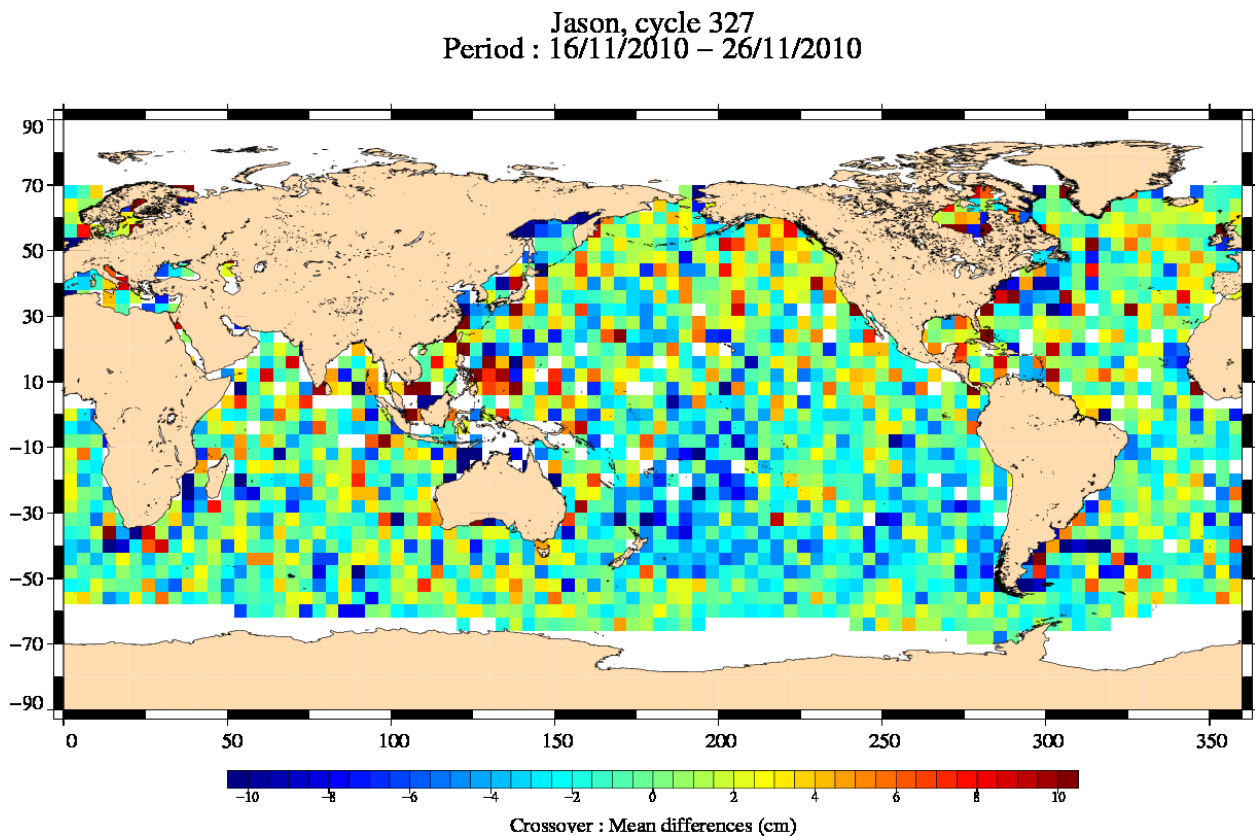 Jason, cycle 327
Period : 16/11/2010 − 26/11/2010
90
70
50
30
10
−10
−30
−50
−70
−90
0 50 100 150 200 250 300 350
−10 −8 −6 −4 −2 0 2 4 6 8 10
Crossover : Mean differences (cm)